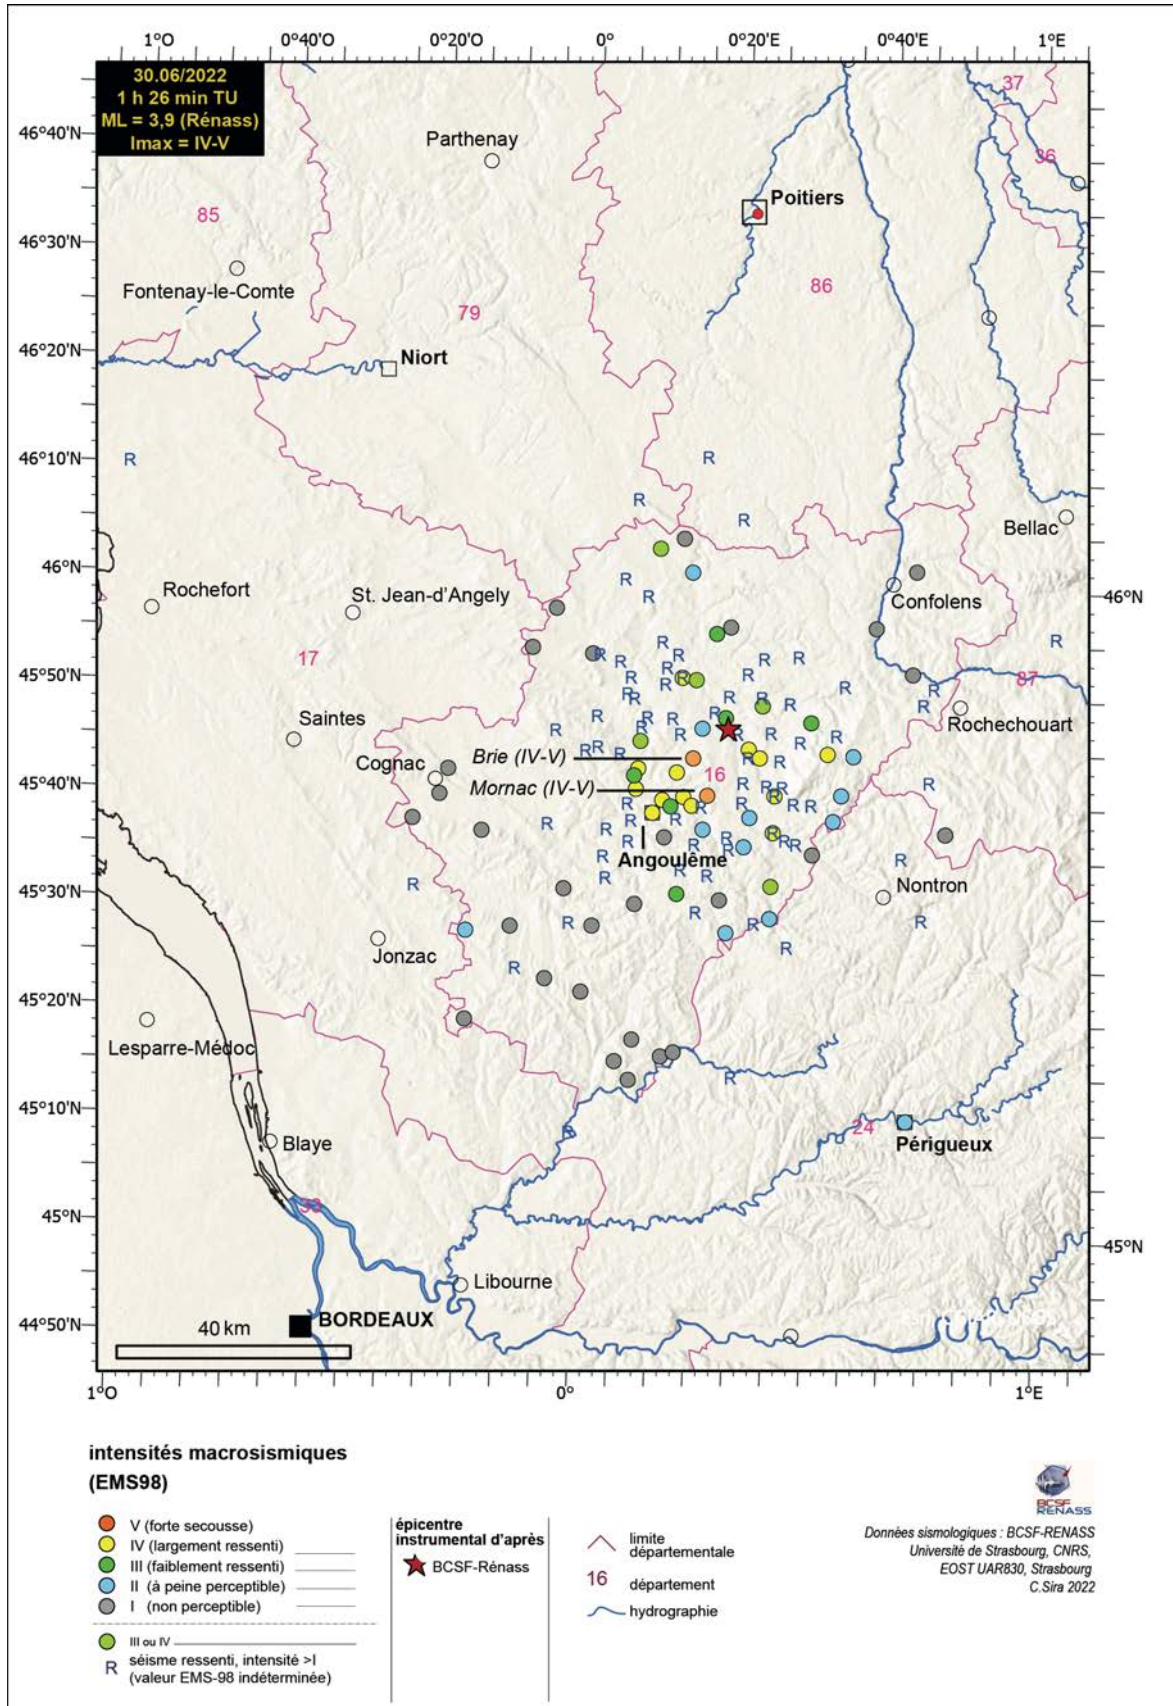 1°O 0°40' 0°20' 0° 0°20'E 0°40'E 1°E
30.06/2022
1 h 26 min TU
ML = 3,9 (Rénass)
Imax = IV-V
37
46°40'N
Parthenay
36
Poitiers
85
46°30'N
Fontenay-le-Comte
86
79
46°20'N
Niort
46°10'N
R R
R
R
Bellac
46°N
R
Rochefort
St. Jean-d'Angely
R
Confolens
46°N
R R
17
R R R R R
45°50'N
R R R R R
87
R R R R R R R
Rochechouart
Saintes
R R R R R R
R R R R R R
Brie (IV-V)
Cognac
16
45°40'N
Mornac (IV-V)
R R R R R
R R R R R
R R R R
R R R R R R
Angoulême
R R R
45°30'N
R R R
Nontron
R R R R
Jonzac
R R
45°20'N
Lesparre-Médoc
R
45°10'N
R
24
Blaye
Périgueux
45°N
33
45°N
Libourne
44°50'N
BORDEAUX
40 km
1°O 0° 1°E
intensités macrosismiques
(EMS98)
V (forte secousse)
IV (largement ressenti)
III (faiblement ressenti)
II (à peine perceptible)
I (non perceptible)
III ou IV
R séisme ressenti, intensité >I
(valeur EMS-98 indéterminée)
épicentre
instrumental d'après
BCSF-Rénass
limite
départementale
16 département
hydrographie
BCSF
RENASS
Données sismologiques : BCSF-RENASS
Université de Strasbourg, CNRS,
EOST UAR830, Strasbourg
C.Sira 2022